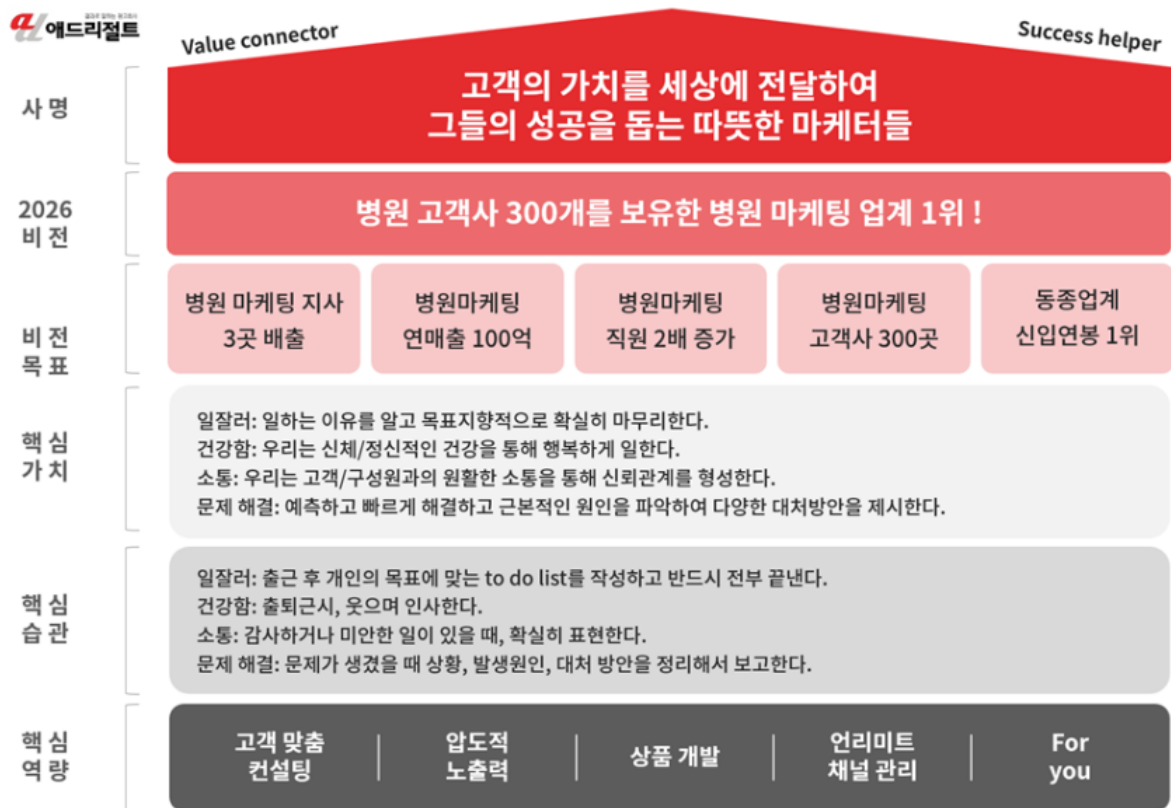 결과로 말하는 광고회사
애드리절트
Value connector
Success helper
사명
고객의 가치를 세상에 전달하여
그들의 성공을 돕는 따뜻한 마케터들
2026
비전
병원 고객사 300개를 보유한 병원 마케팅 업계 1위 !
비전
목표
병원 마케팅 지사
3곳 배출
병원마케팅
연매출 100억
병원마케팅
직원 2배 증가
병원마케팅
고객사 300곳
동종업계
신입연봉 1위
핵심
가치
일잘러: 일하는 이유를 알고 목표지향적으로 확실히 마무리한다.
건강함: 우리는 신체/정신적인 건강을 통해 행복하게 일한다.
소통: 우리는 고객/구성원과의 원활한 소통을 통해 신뢰관계를 형성한다.
문제 해결: 예측하고 빠르게 해결하고 근본적인 원인을 파악하여 다양한 대처방안을 제시한다.
핵심
습관
일잘러: 출근 후 개인의 목표에 맞는 to do list를 작성하고 반드시 전부 끝낸다.
건강함: 출퇴근시, 웃으며 인사한다.
소통: 감사하거나 미안한 일이 있을 때, 확실히 표현한다.
문제 해결: 문제가 생겼을 때 상황, 발생원인, 대처 방안을 정리해서 보고한다.
핵심
역량
고객 맞춤
컨설팅
압도적
노출력
상품 개발
언리미트
채널 관리
For
you